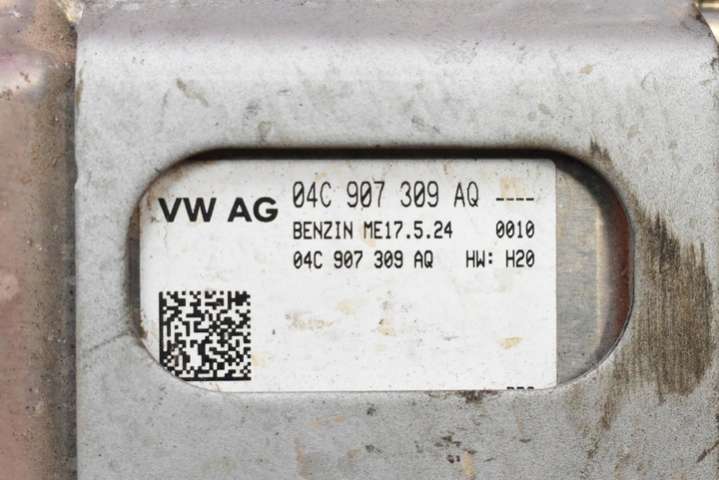 VW AG 04C 907 309 AQ ----
BENZIN ME17.5.24 0010
04C 907 309 AQ HW: H20